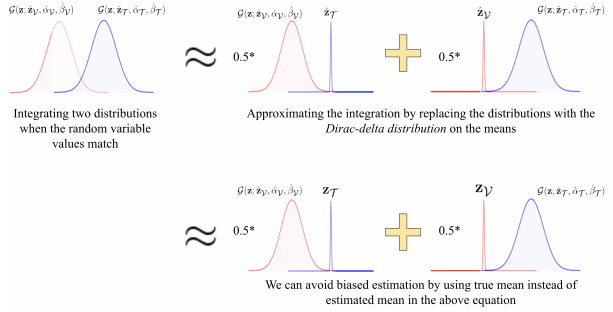 𝒢(𝐳; 𝐳̂_𝒱, α̂_𝒱, β̂_𝒱) 𝒢(𝐳; 𝐳̂_𝒯, α̂_𝒯, β̂_𝒯)
≈ 0.5* 𝒢(𝐳; 𝐳̂_𝒱, α̂_𝒱, β̂_𝒱) 𝐳̂_𝒯 + 0.5* 𝐳̂_𝒱 𝒢(𝐳; 𝐳̂_𝒯, α̂_𝒯, β̂_𝒯)
Integrating two distributions
when the random variable
values match
Approximating the integration by replacing the distributions with the
Dirac-delta distribution on the means
≈ 0.5* 𝒢(𝐳; 𝐳̂_𝒱, α̂_𝒱, β̂_𝒱) 𝐳_𝒯 + 0.5* 𝐳_𝒱 𝒢(𝐳; 𝐳̂_𝒯, α̂_𝒯, β̂_𝒯)
We can avoid biased estimation by using true mean instead of
estimated mean in the above equation